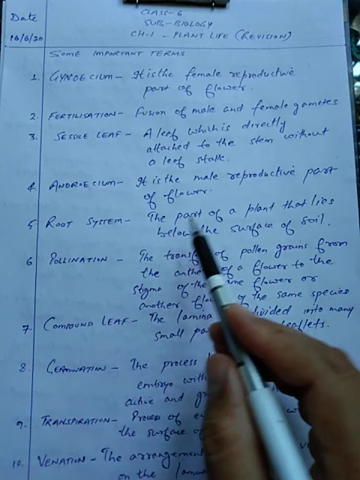 Date
16/6/20
CLASS-6
SUB-BIOLOGY
CH-1 - PLANT LIFE (REVISION)
SOME IMPORTANT TERMS
1. GYNOECIUM - It is the female reproductive
part of flower.
2. FERTILISATION - Fusion of male and female gametes
3. SESSILE LEAF - A leaf which is directly
attached to the stem without
a leaf stalk.
4. ANDROECIUM - It is the male reproductive part
of flower.
5. ROOT SYSTEM - The part of a plant that lies
below the surface of soil.
6. POLLINATION - The transfer of pollen grains from
the anther of a flower to the
stigma of the same flower or
another of the same species
7. COMPOUND LEAF - The lamina divided into many
small leaflets.
8. GERMINATION - The process
embryo
active and
9. TRANSPIRATION - Process of
the surface of
10. VENATION - The arrangement
on the